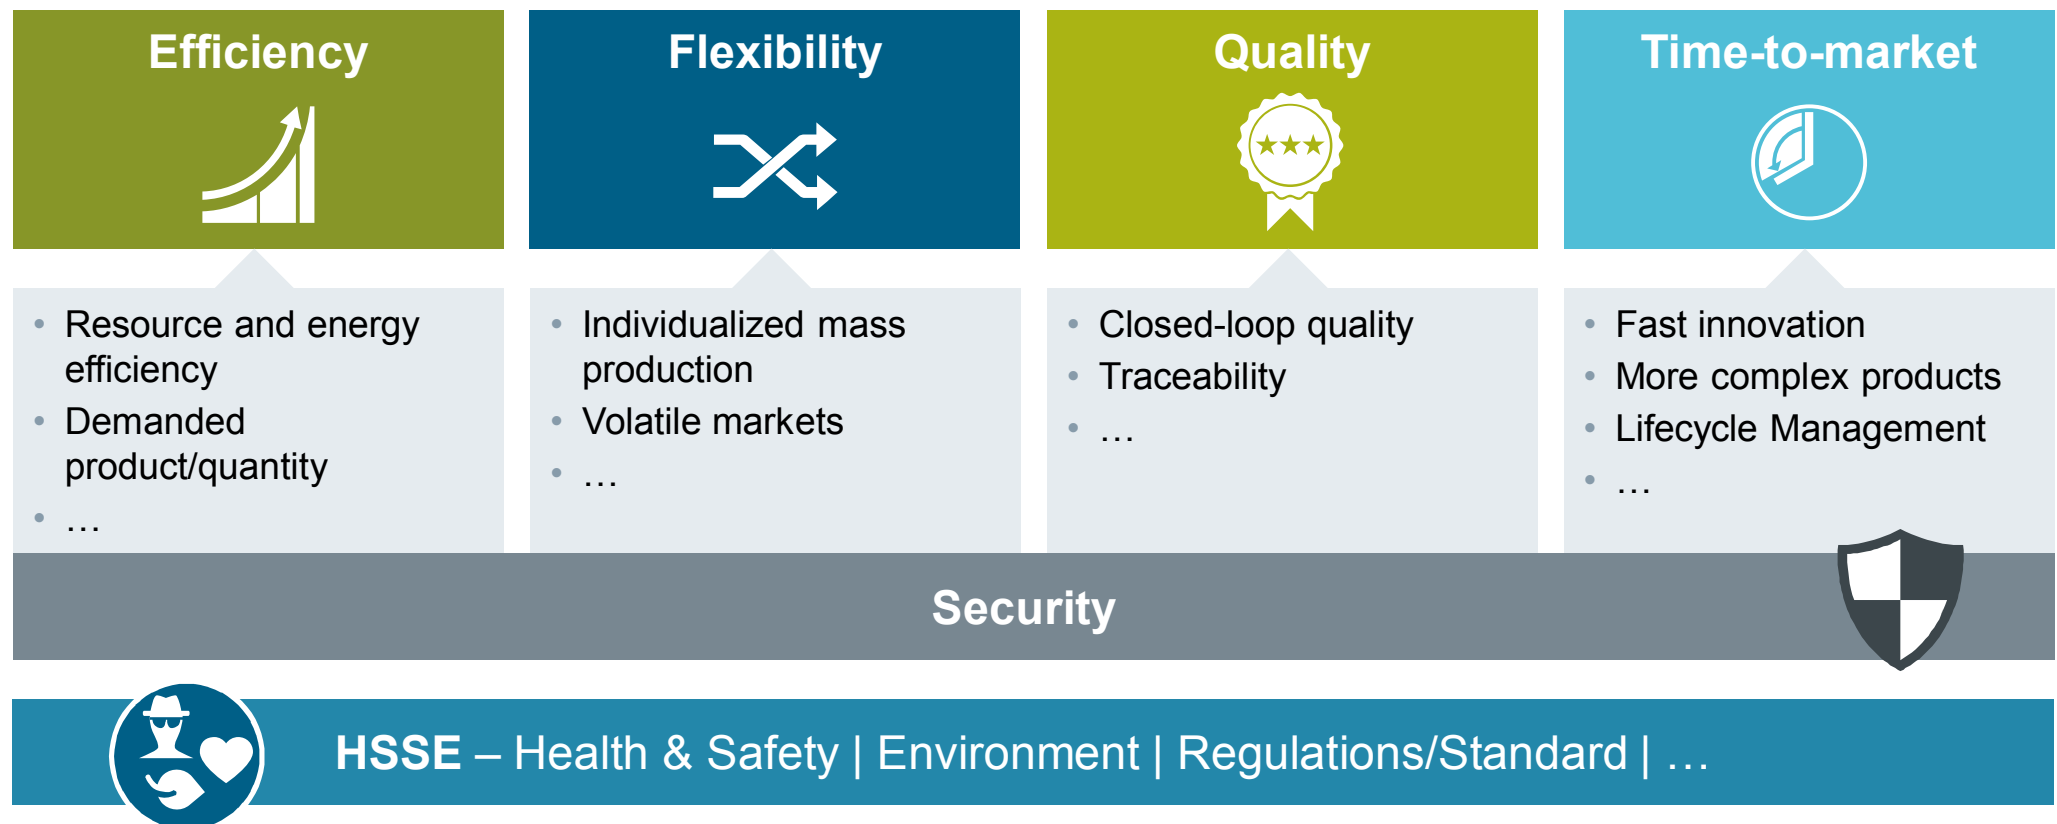 Efficiency
• Resource and energy
efficiency
• Demanded
product/quantity
• …
Flexibility
• Individualized mass
production
• Volatile markets
• …
Quality
• Closed-loop quality
• Traceability
• …
Time-to-market
• Fast innovation
• More complex products
• Lifecycle Management
• …
Security
HSSE – Health & Safety | Environment | Regulations/Standard | …